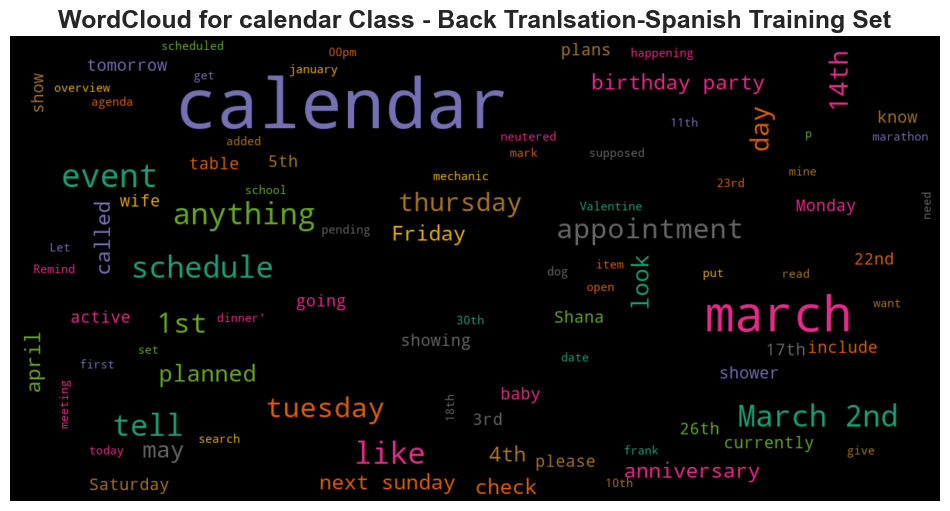 WordCloud for calendar Class - Back Tranlsation-Spanish Training Set
scheduled
00pm
plans
happening
tomorrow
get
january
show
overview
agenda
calendar
birthday party
14th
day
know
added
neutered
11th
p
marathon
table
5th
mark
supposed
event
mechanic
mine
23rd
wife
school
thursday
Valentine
Monday
need
called
anything
pending
Friday
appointment
Let
Remind
schedule
dog
item
open
look
put
read
22nd
going
want
active
1st
dinner'
30th
Shana
march
april
set
showing
date
17th
include
first
planned
shower
meeting
baby
tuesday
18th
3rd
March 2nd
tell
search
26th
currently
today
may
like
4th
please
frank
give
anniversary
Saturday
next sunday
check
10th